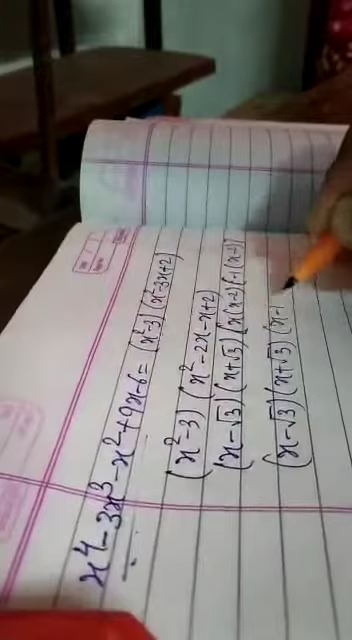 x⁴-3x³-x²+9x-6=(x²-3)(x²-3x+2)
(x²-3)(x²-2x-x+2)
(x-√3)(x+√3)(x(x-2)-1(x-2))
(x-√3)(x+√3)(x-